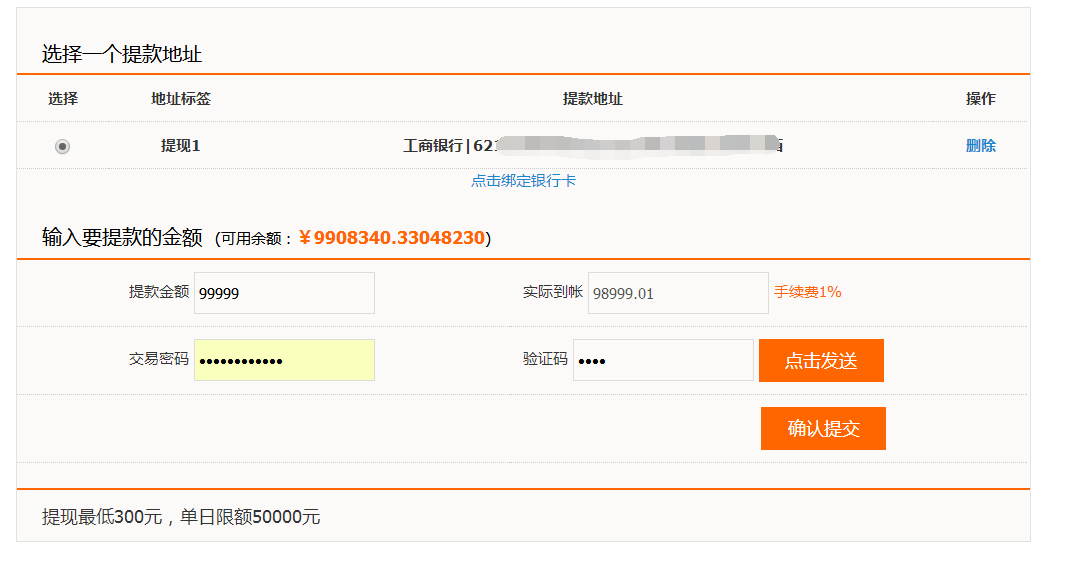 选择一个提款地址
选择 地址标签 提款地址 操作
提现1 工商银行|621 删除
点击绑定银行卡
输入要提款的金额 (可用余额：￥9908340.33048230)
提款金额 99999 实际到帐 98999.01 手续费1%
交易密码 •••••••••••• 验证码 •••• 点击发送
确认提交
提现最低300元，单日限额50000元